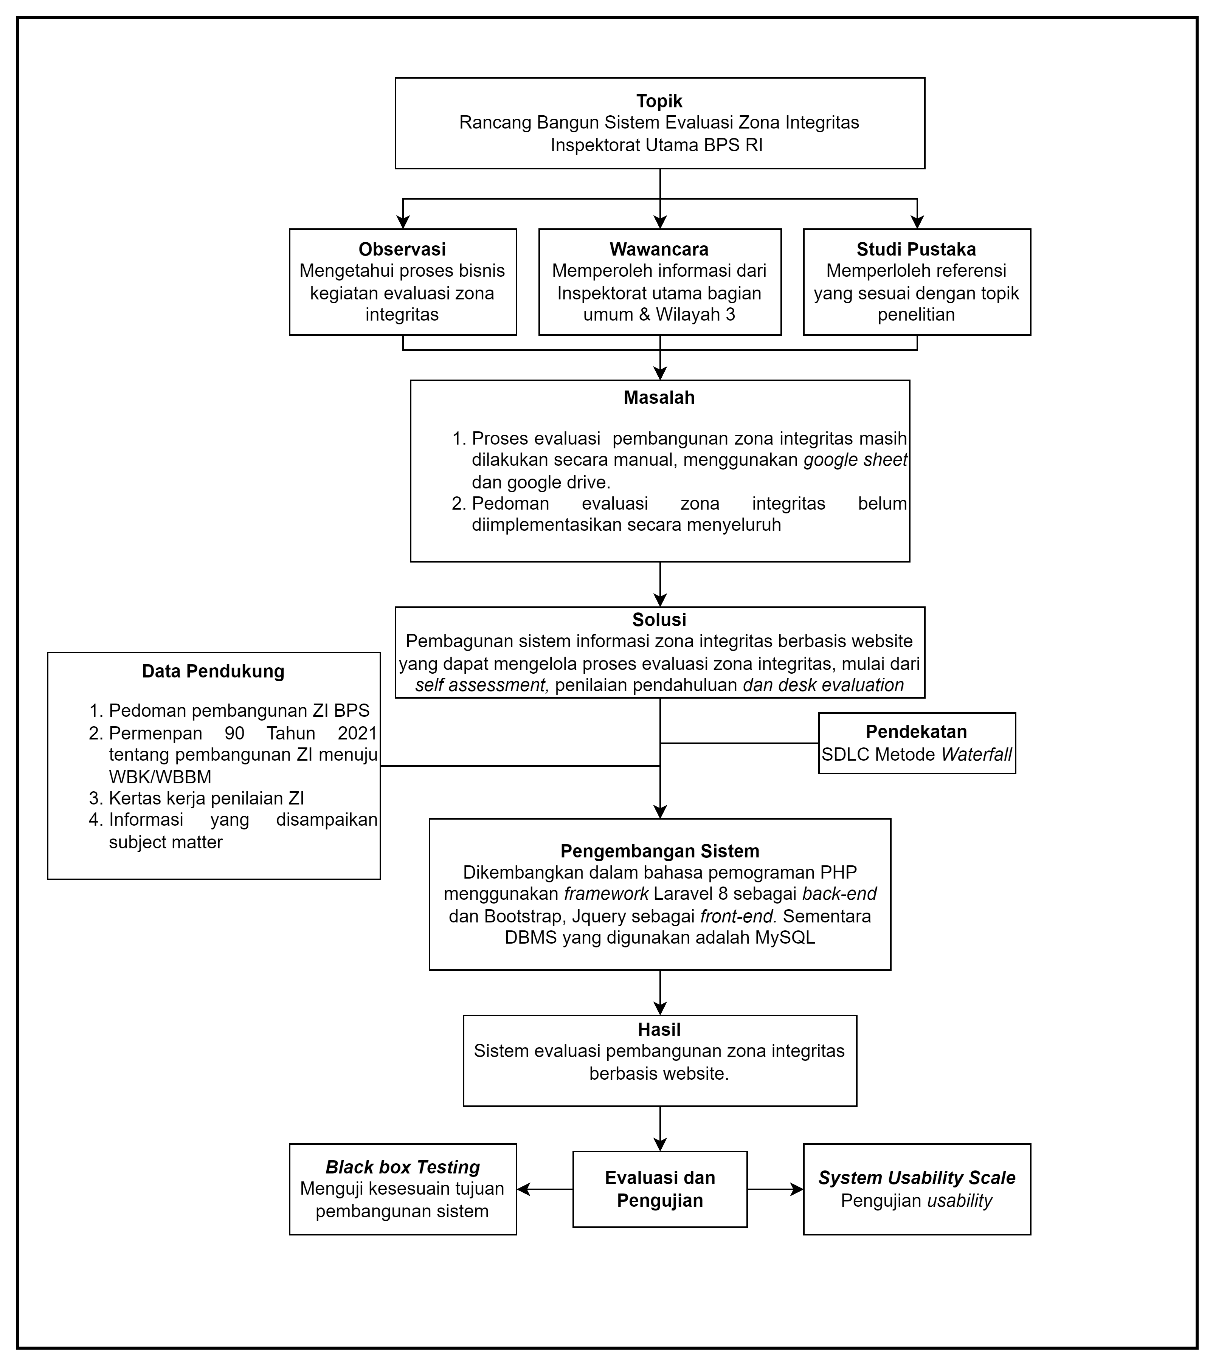 Topik
Rancang Bangun Sistem Evaluasi Zona Integritas
Inspektorat Utama BPS RI
Observasi
Mengetahui proses bisnis
kegiatan evaluasi zona
integritas
Wawancara
Memperoleh informasi dari
Inspektorat utama bagian
umum & Wilayah 3
Studi Pustaka
Memperloleh referensi
yang sesuai dengan topik
penelitian
Masalah
1. Proses evaluasi pembangunan zona integritas masih
dilakukan secara manual, menggunakan google sheet
dan google drive.
2. Pedoman evaluasi zona integritas belum
diimplementasikan secara menyeluruh
Solusi
Pembagunan sistem informasi zona integritas berbasis website
yang dapat mengelola proses evaluasi zona integritas, mulai dari
self assessment, penilaian pendahuluan dan desk evaluation
Data Pendukung
1. Pedoman pembangunan ZI BPS
2. Permenpan 90 Tahun 2021
tentang pembangunan ZI menuju
WBK/WBBM
3. Kertas kerja penilaian ZI
4. Informasi yang disampaikan
subject matter
Pendekatan
SDLC Metode Waterfall
Pengembangan Sistem
Dikembangkan dalam bahasa pemograman PHP
menggunakan framework Laravel 8 sebagai back-end
dan Bootstrap, Jquery sebagai front-end. Sementara
DBMS yang digunakan adalah MySQL
Hasil
Sistem evaluasi pembangunan zona integritas
berbasis website.
Black box Testing
Menguji kesesuain tujuan
pembangunan sistem
Evaluasi dan
Pengujian
System Usability Scale
Pengujian usability